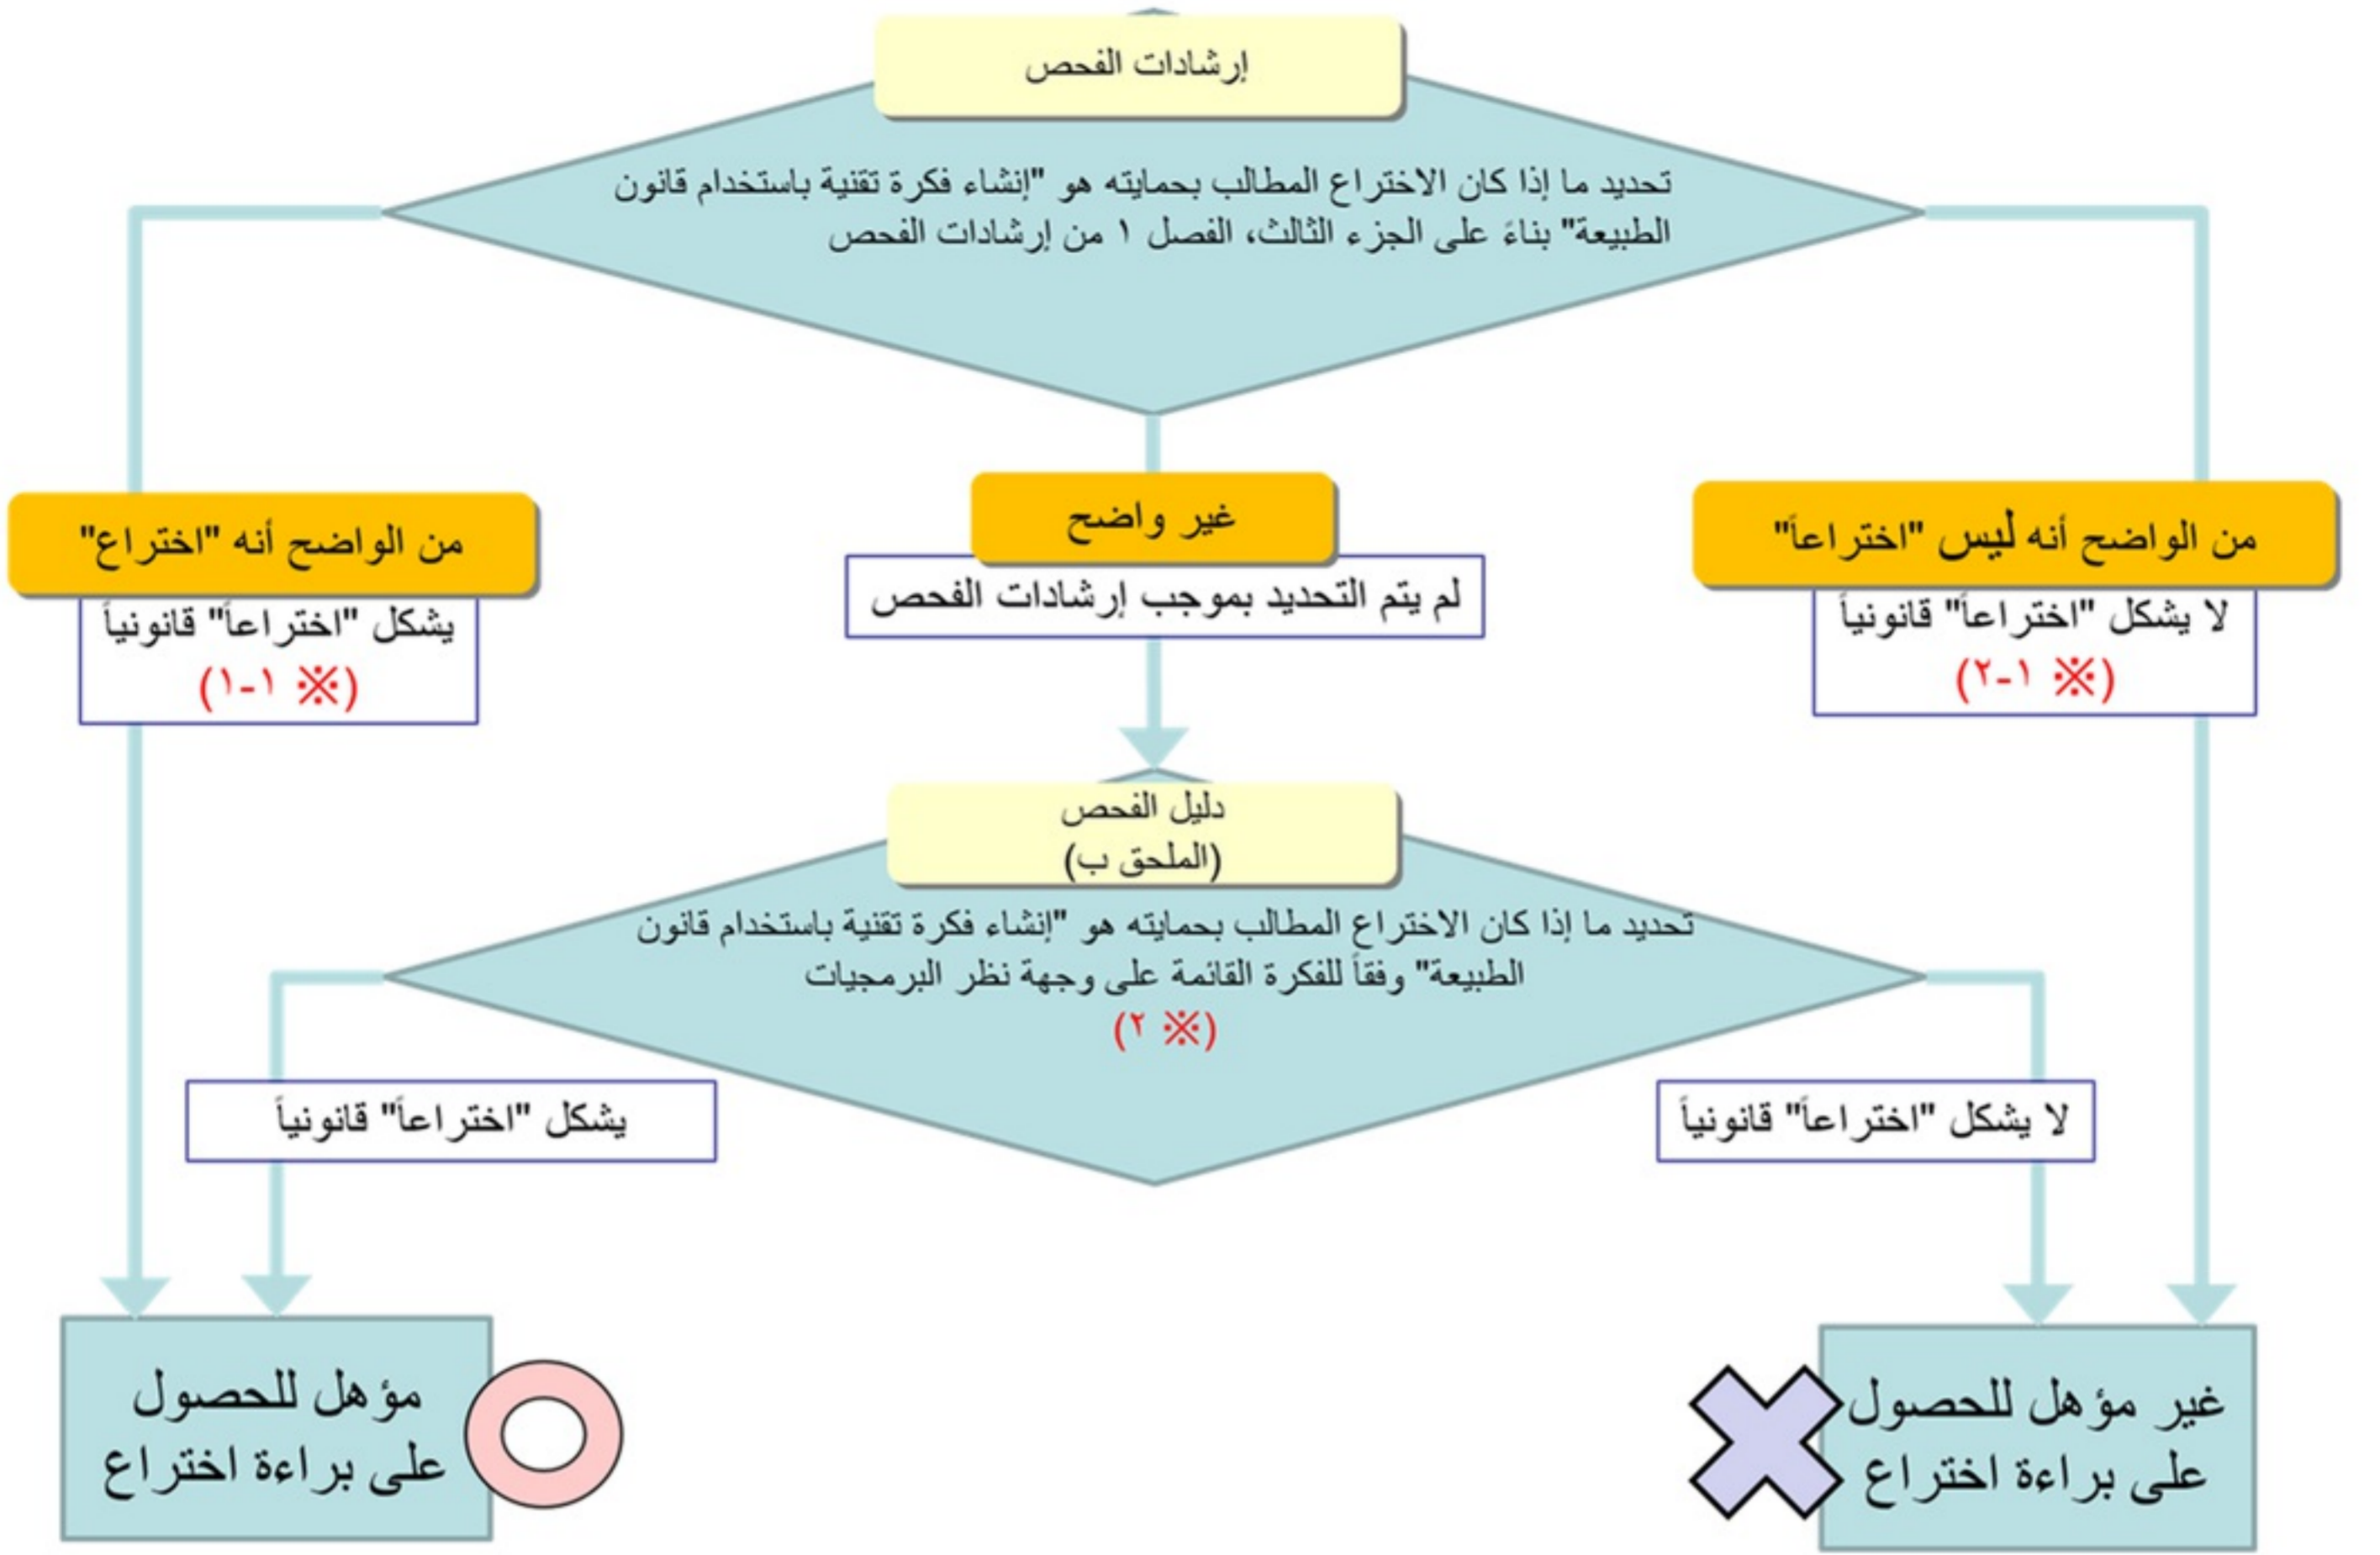 إرشادات الفحص
تحديد ما إذا كان الاختراع المطالب بحمايته هو "إنشاء فكرة تقنية باستخدام قانون
الطبيعة" بناءً على الجزء الثالث، الفصل ١ من إرشادات الفحص
من الواضح أنه ليس "اختراعاً"
لا يشكل "اختراعاً" قانونياً
(※ ١-٢)
غير واضح
لم يتم التحديد بموجب إرشادات الفحص
من الواضح أنه "اختراع"
يشكل "اختراعاً" قانونياً
(※ ١-١)
دليل الفحص
(الملحق ب)
تحديد ما إذا كان الاختراع المطالب بحمايته هو "إنشاء فكرة تقنية باستخدام قانون
الطبيعة" وفقاً للفكرة القائمة على وجهة نظر البرمجيات
(※ ٢)
لا يشكل "اختراعاً" قانونياً
يشكل "اختراعاً" قانونياً
غير مؤهل للحصول
على براءة اختراع
مؤهل للحصول
على براءة اختراع